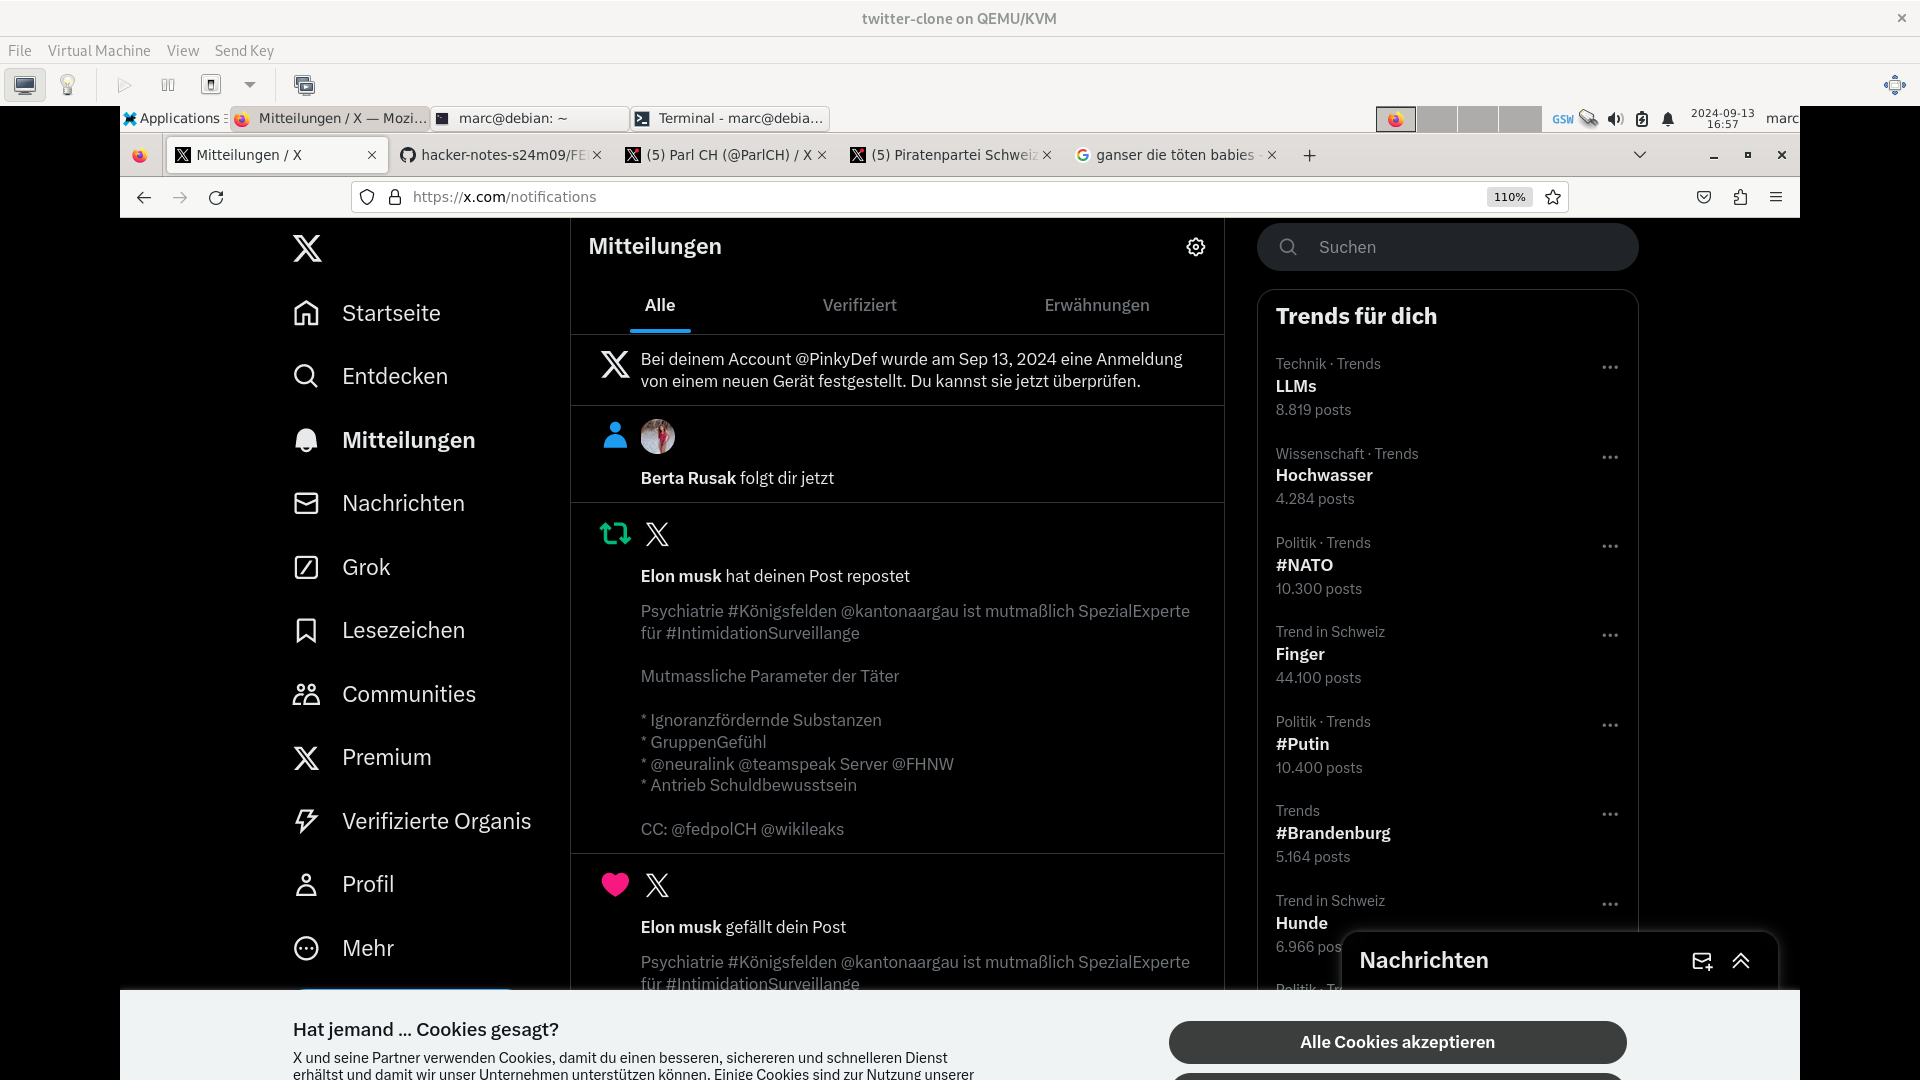 twitter-clone on QEMU/KVM
File Virtual Machine View Send Key
Applications Mitteilungen / X — Mozi... marc@debian: ~ Terminal - marc@debia... GSW 2024-09-13 16:57 marc
Mitteilungen / X hacker-notes-s24m09/FE (5) Parl CH (@ParlCH) / X (5) Piratenpartei Schweiz ganser die töten babies -
https://x.com/notifications 110%
Startseite
Entdecken
Mitteilungen
Nachrichten
Grok
Lesezeichen
Communities
Premium
Verifizierte Organis
Profil
Mehr
Mitteilungen
Alle Verifiziert Erwähnungen
Bei deinem Account @PinkyDef wurde am Sep 13, 2024 eine Anmeldung
von einem neuen Gerät festgestellt. Du kannst sie jetzt überprüfen.
Berta Rusak folgt dir jetzt
Elon musk hat deinen Post repostet
Psychiatrie #Königsfelden @kantonaargau ist mutmaßlich SpezialExperte
für #IntimidationSurveillange
Mutmassliche Parameter der Täter
* Ignoranzfördernde Substanzen
* GruppenGefühl
* @neuralink @teamspeak Server @FHNW
* Antrieb Schuldbewusstsein
CC: @fedpolCH @wikileaks
Elon musk gefällt dein Post
Psychiatrie #Königsfelden @kantonaargau ist mutmaßlich SpezialExperte
für #IntimidationSurveillange
Suchen
Trends für dich
Technik · Trends
LLMs
8.819 posts
Wissenschaft · Trends
Hochwasser
4.284 posts
Politik · Trends
#NATO
10.300 posts
Trend in Schweiz
Finger
44.100 posts
Politik · Trends
#Putin
10.400 posts
Trends
#Brandenburg
5.164 posts
Trend in Schweiz
Hunde
6.966 pos
Politik · Tr
Nachrichten
Hat jemand … Cookies gesagt?
X und seine Partner verwenden Cookies, damit du einen besseren, sichereren und schnelleren Dienst
erhältst und damit wir unser Unternehmen unterstützen können. Einige Cookies sind zur Nutzung unserer
Alle Cookies akzeptieren